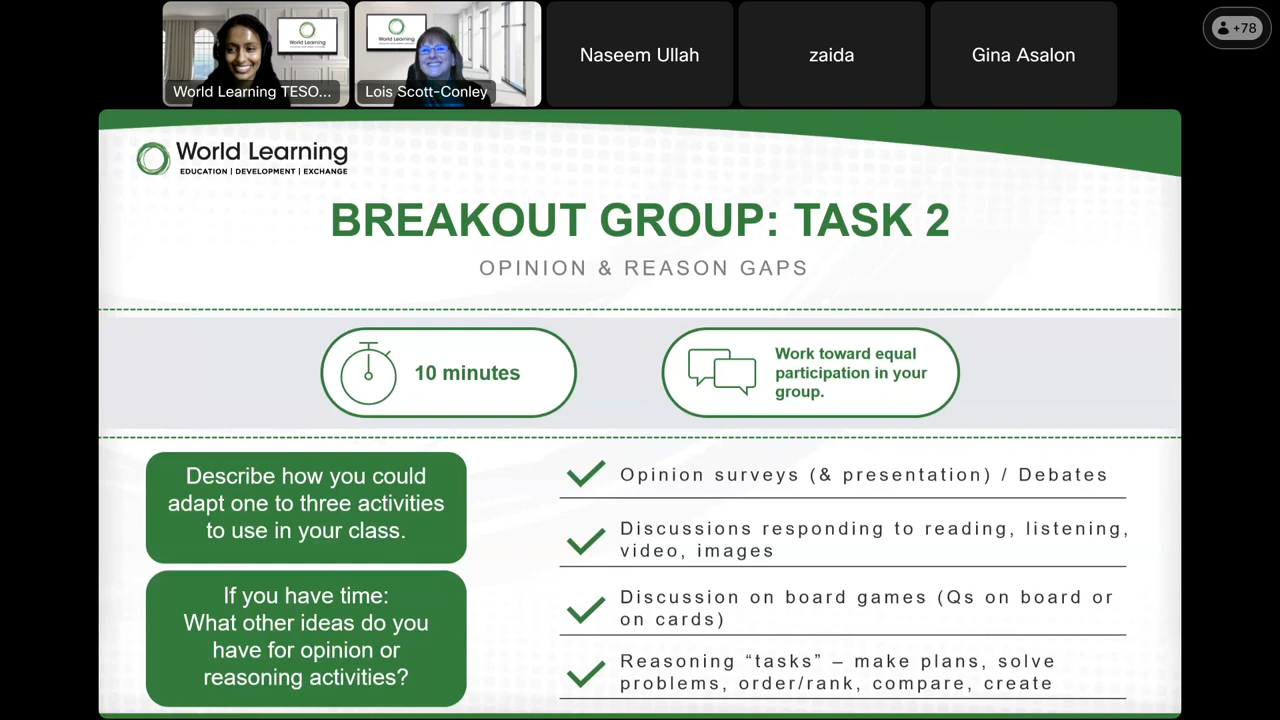 World Learning TESO...
Lois Scott-Conley
Naseem Ullah
zaida
Gina Asalon
+78
World Learning
EDUCATION | DEVELOPMENT | EXCHANGE
BREAKOUT GROUP: TASK 2
OPINION & REASON GAPS
10 minutes
Work toward equal
participation in your
group.
Describe how you could
adapt one to three activities
to use in your class.
If you have time:
What other ideas do you
have for opinion or
reasoning activities?
Opinion surveys (& presentation) / Debates
Discussions responding to reading, listening,
video, images
Discussion on board games (Qs on board or
on cards)
Reasoning “tasks” – make plans, solve
problems, order/rank, compare, create